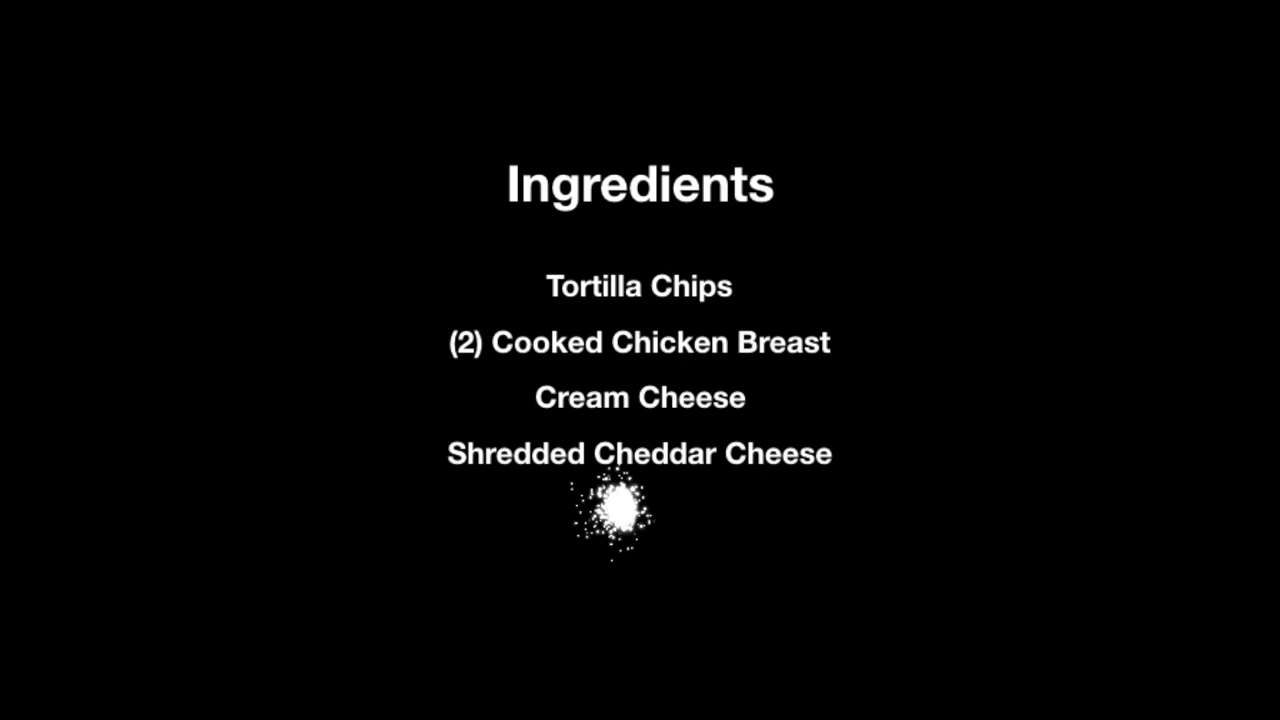 Ingredients
Tortilla Chips
(2) Cooked Chicken Breast
Cream Cheese
Shredded Cheddar Cheese